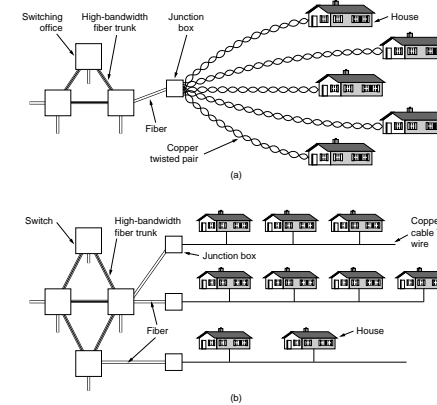 Switching
office
High-bandwidth
fiber trunk
Junction
box
House
Fiber
Copper
twisted pair
(a)
Switch
High-bandwidth
fiber trunk
Junction box
cable
wire
Fiber
House
(b)